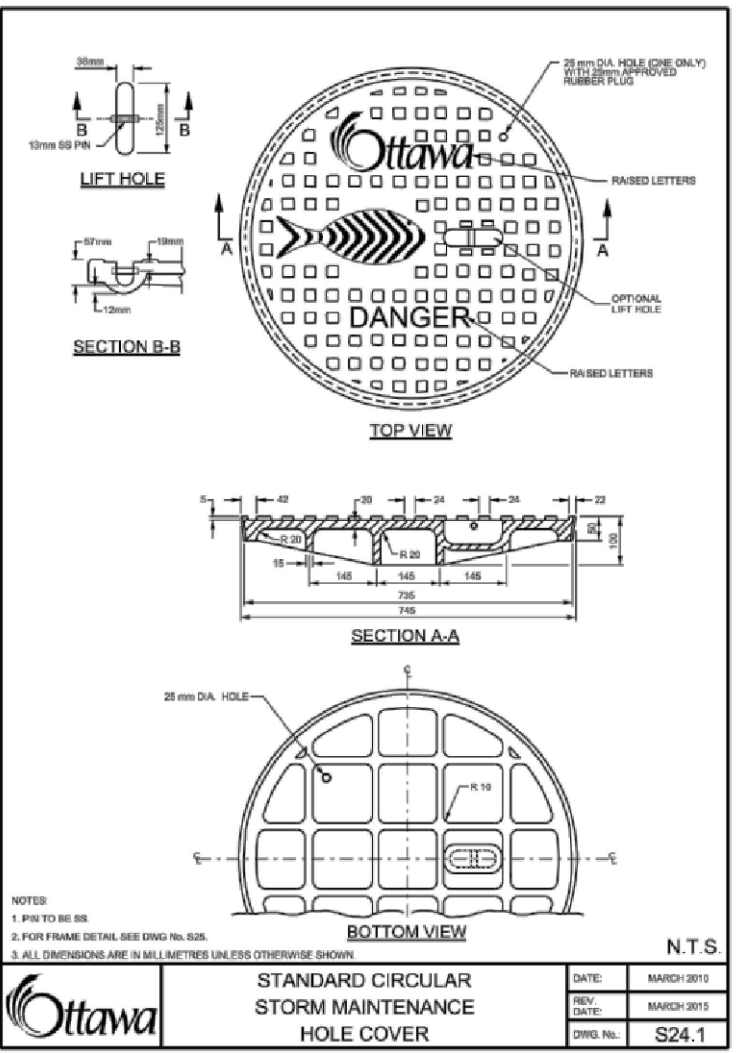 38mm
125mm
B
B
13mm SS PIN
LIFT HOLE
57mm
19mm
12mm
SECTION B-B
25 mm DIA. HOLE (ONE ONLY)
WITH 25mm APPROVED
RUBBER PLUG
Ottawa
RAISED LETTERS
A
A
OPTIONAL
LIFT HOLE
DANGER
RAISED LETTERS
TOP VIEW
5
42
20
24
24
22
R 20
R 20
50
100
15
145
145
145
735
745
SECTION A-A
25 mm DIA. HOLE
R 10
BOTTOM VIEW
NOTES:
1. PIN TO BE SS.
2. FOR FRAME DETAIL SEE DWG No. S25.
3. ALL DIMENSIONS ARE IN MILLIMETRES UNLESS OTHERWISE SHOWN.
N.T.S.
Ottawa
STANDARD CIRCULAR
STORM MAINTENANCE
HOLE COVER
DATE: MARCH 2010
REV.
DATE: MARCH 2015
DWG. No.: S24.1